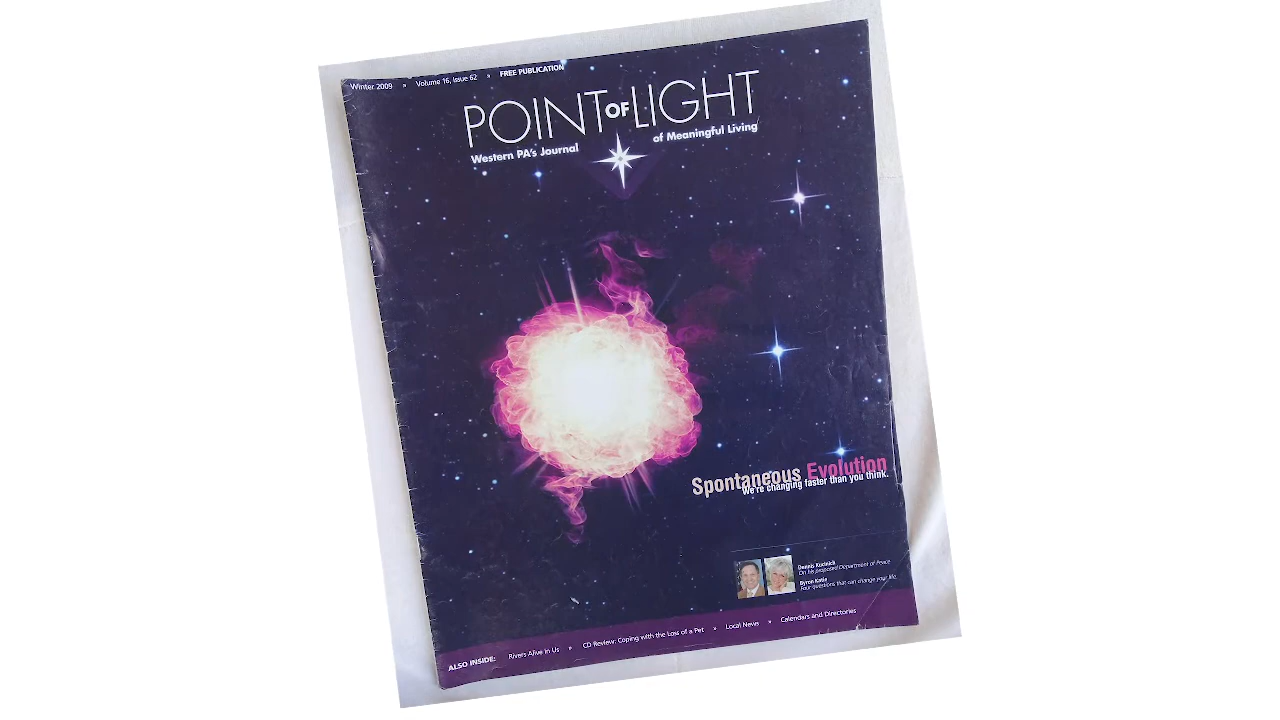 Winter 2009 » Volume 16, Issue 62 » FREE PUBLICATION
POINT OF LIGHT
Western PA's Journal of Meaningful Living
Spontaneous Evolution
We're changing faster than you think.
Dennis Kucinich
On his proposed Department of Peace
Byron Katie
Four questions that can change your life.
ALSO INSIDE: Rivers Alive in Us » CD Review: Coping with the Loss of a Pet » Local News » Calendars and Directories